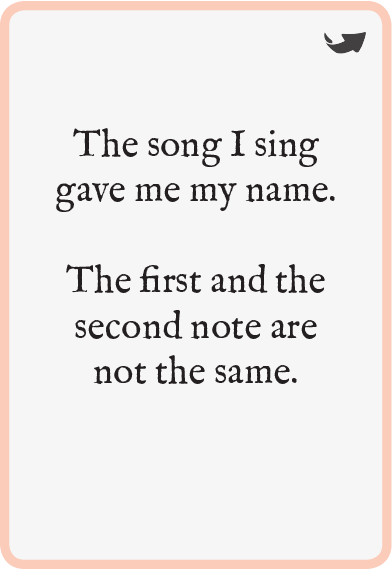 The song I sing
gave me my name.
The first and the
second note are
not the same.